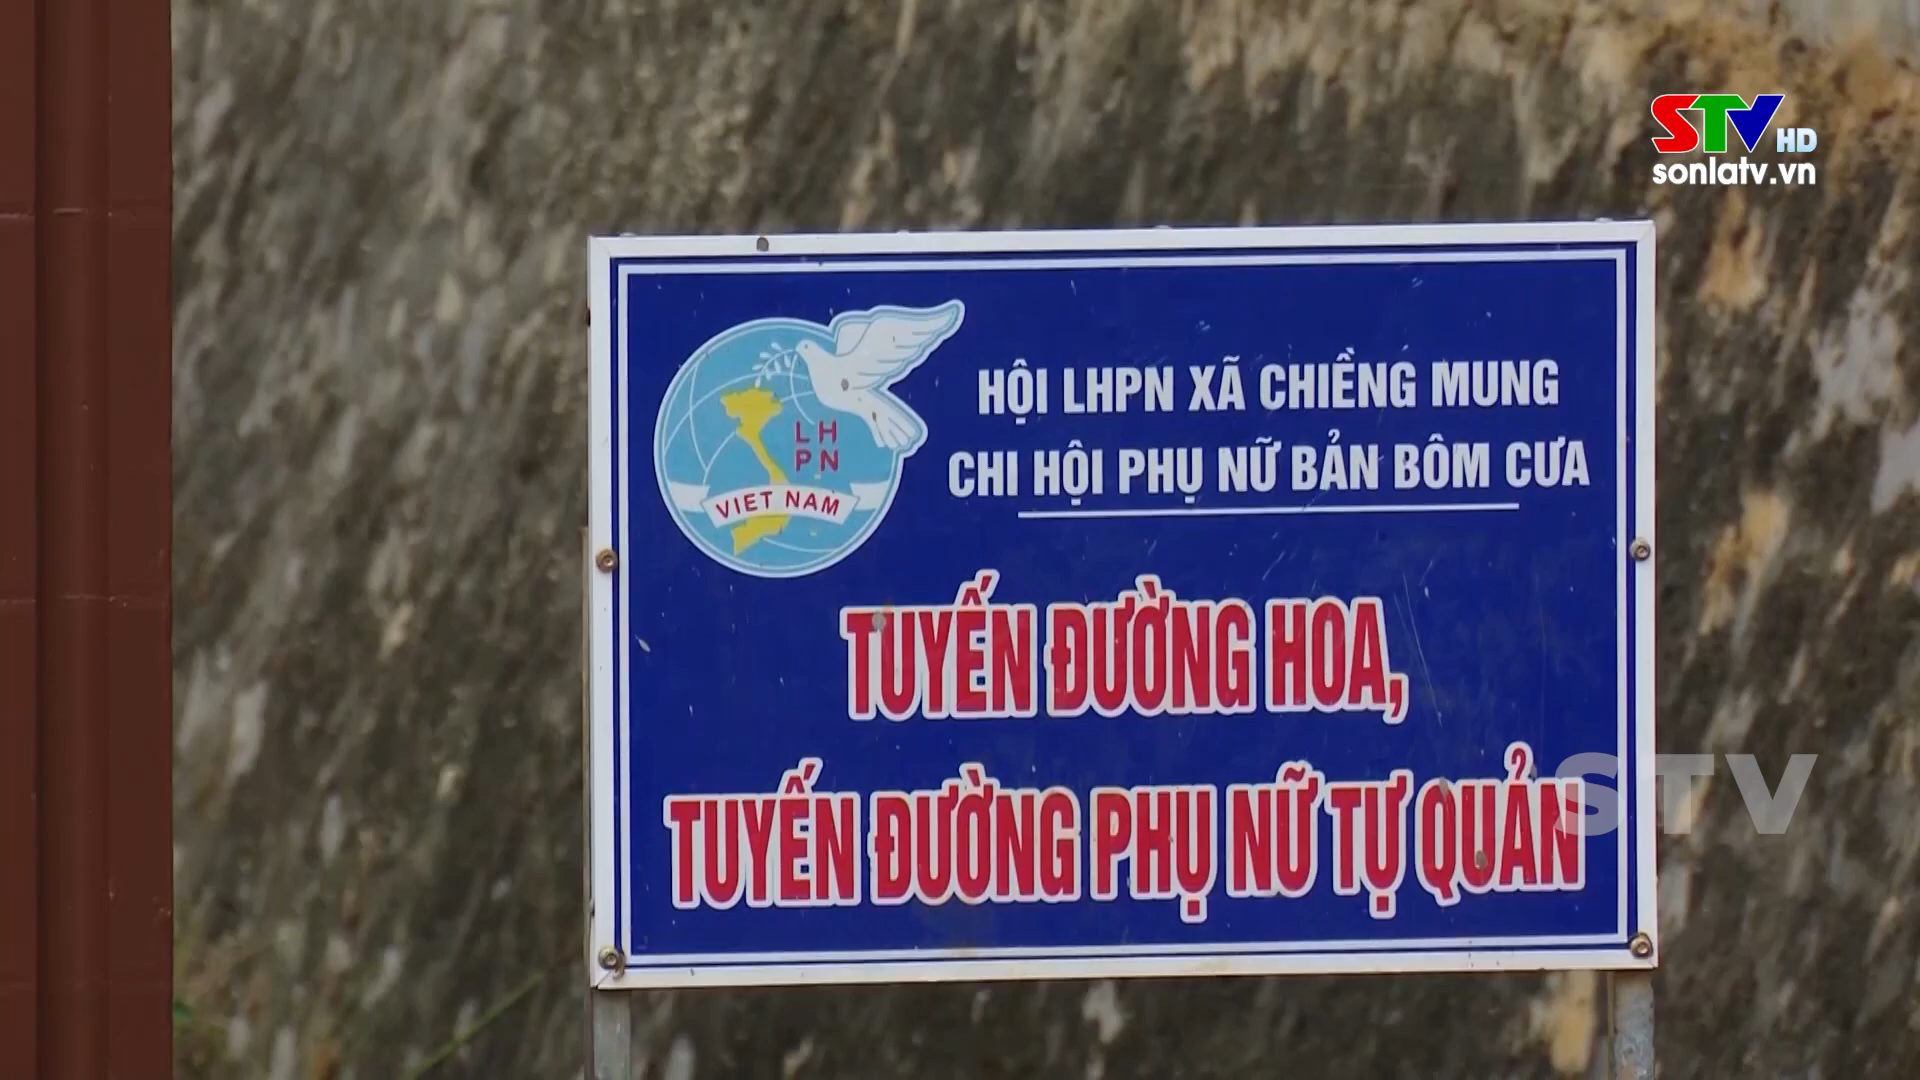 STV HD
sonlatv.vn
HỘI LHPN XÃ CHIỀNG MUNG
CHI HỘI PHỤ NỮ BẢN BÔM CƯA
LH
PN
VIET NAM
TUYẾN ĐƯỜNG HOA,
TUYẾN ĐƯỜNG PHỤ NỮ TỰ QUẢN
STV